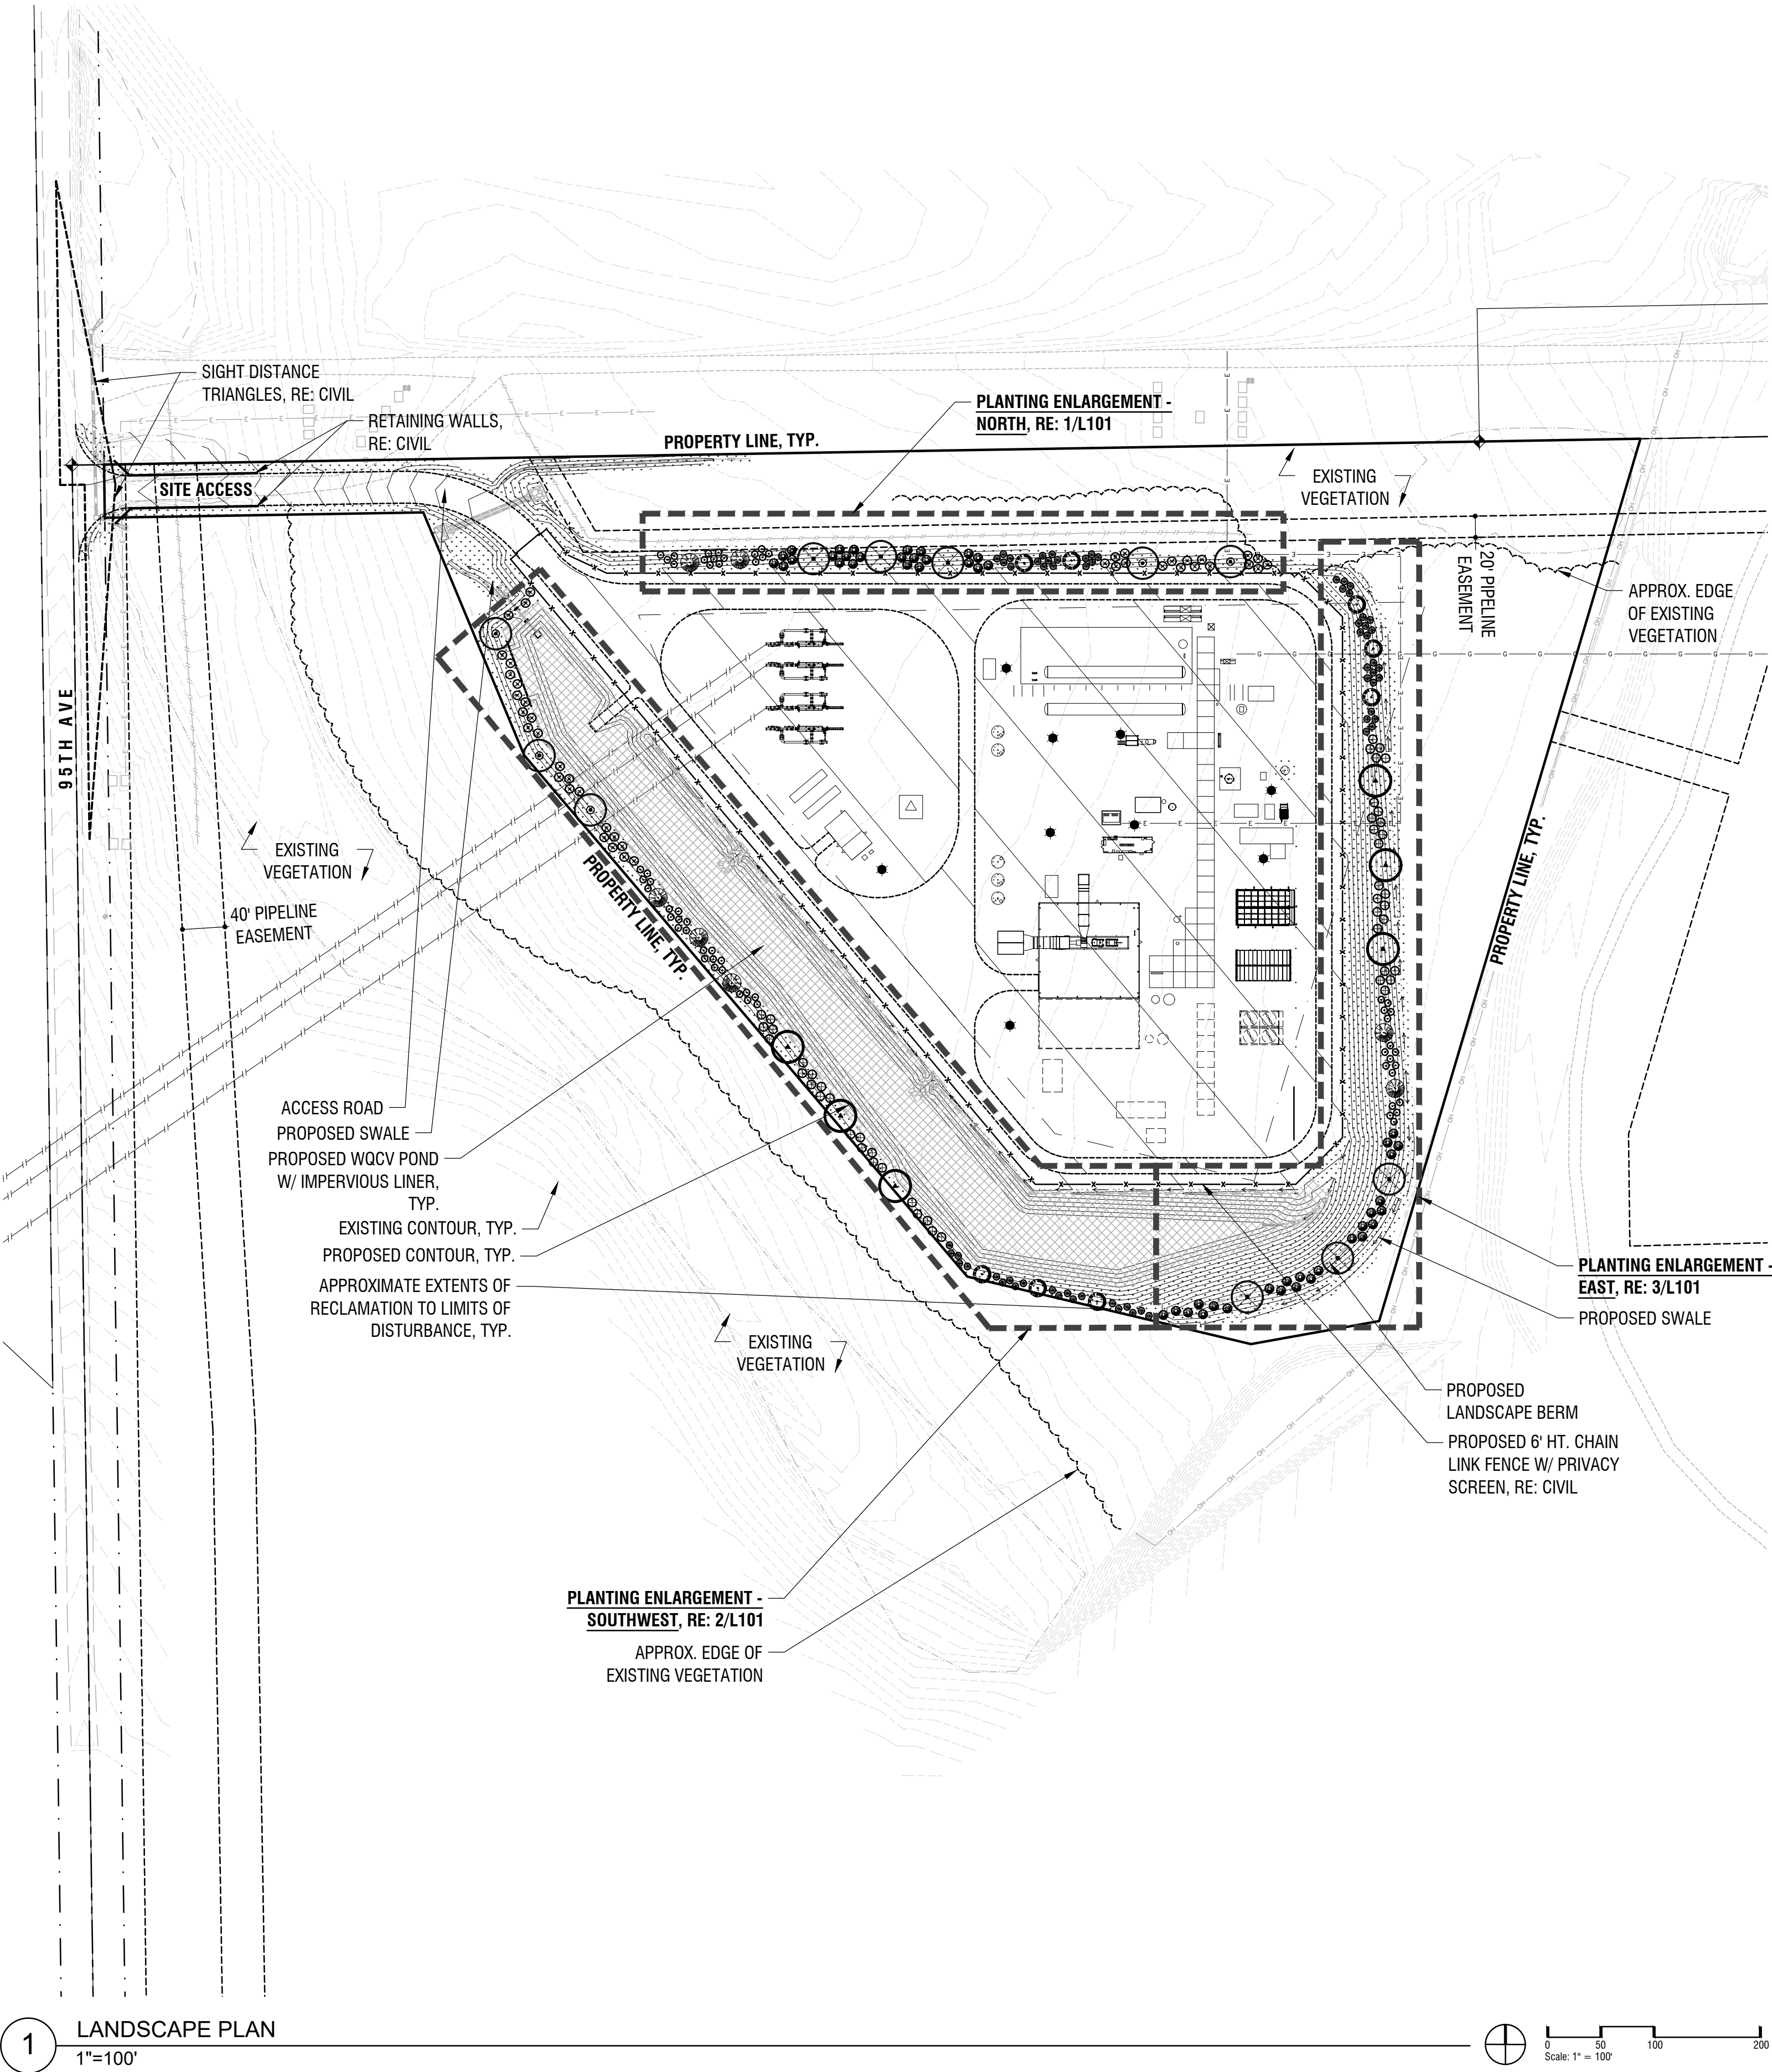 SIGHT DISTANCE
TRIANGLES, RE: CIVIL
RETAINING WALLS,
RE: CIVIL
PROPERTY LINE, TYP.
PLANTING ENLARGEMENT -
NORTH, RE: 1/L101
SITE ACCESS
EXISTING
VEGETATION
20' PIPELINE
EASEMENT
APPROX. EDGE
OF EXISTING
VEGETATION
95TH AVE
EXISTING
VEGETATION
40' PIPELINE
EASEMENT
PROPERTY LINE, TYP.
PROPERTY LINE, TYP.
ACCESS ROAD
PROPOSED SWALE
PROPOSED WQCV POND
W/ IMPERVIOUS LINER,
TYP.
EXISTING CONTOUR, TYP.
PROPOSED CONTOUR, TYP.
APPROXIMATE EXTENTS OF
RECLAMATION TO LIMITS OF
DISTURBANCE, TYP.
EXISTING
VEGETATION
PLANTING ENLARGEMENT -
EAST, RE: 3/L101
PROPOSED SWALE
PROPOSED
LANDSCAPE BERM
PROPOSED 6' HT. CHAIN
LINK FENCE W/ PRIVACY
SCREEN, RE: CIVIL
PLANTING ENLARGEMENT -
SOUTHWEST, RE: 2/L101
APPROX. EDGE OF
EXISTING VEGETATION
1
LANDSCAPE PLAN
1"=100'
0 50 100 200
Scale: 1" = 100'